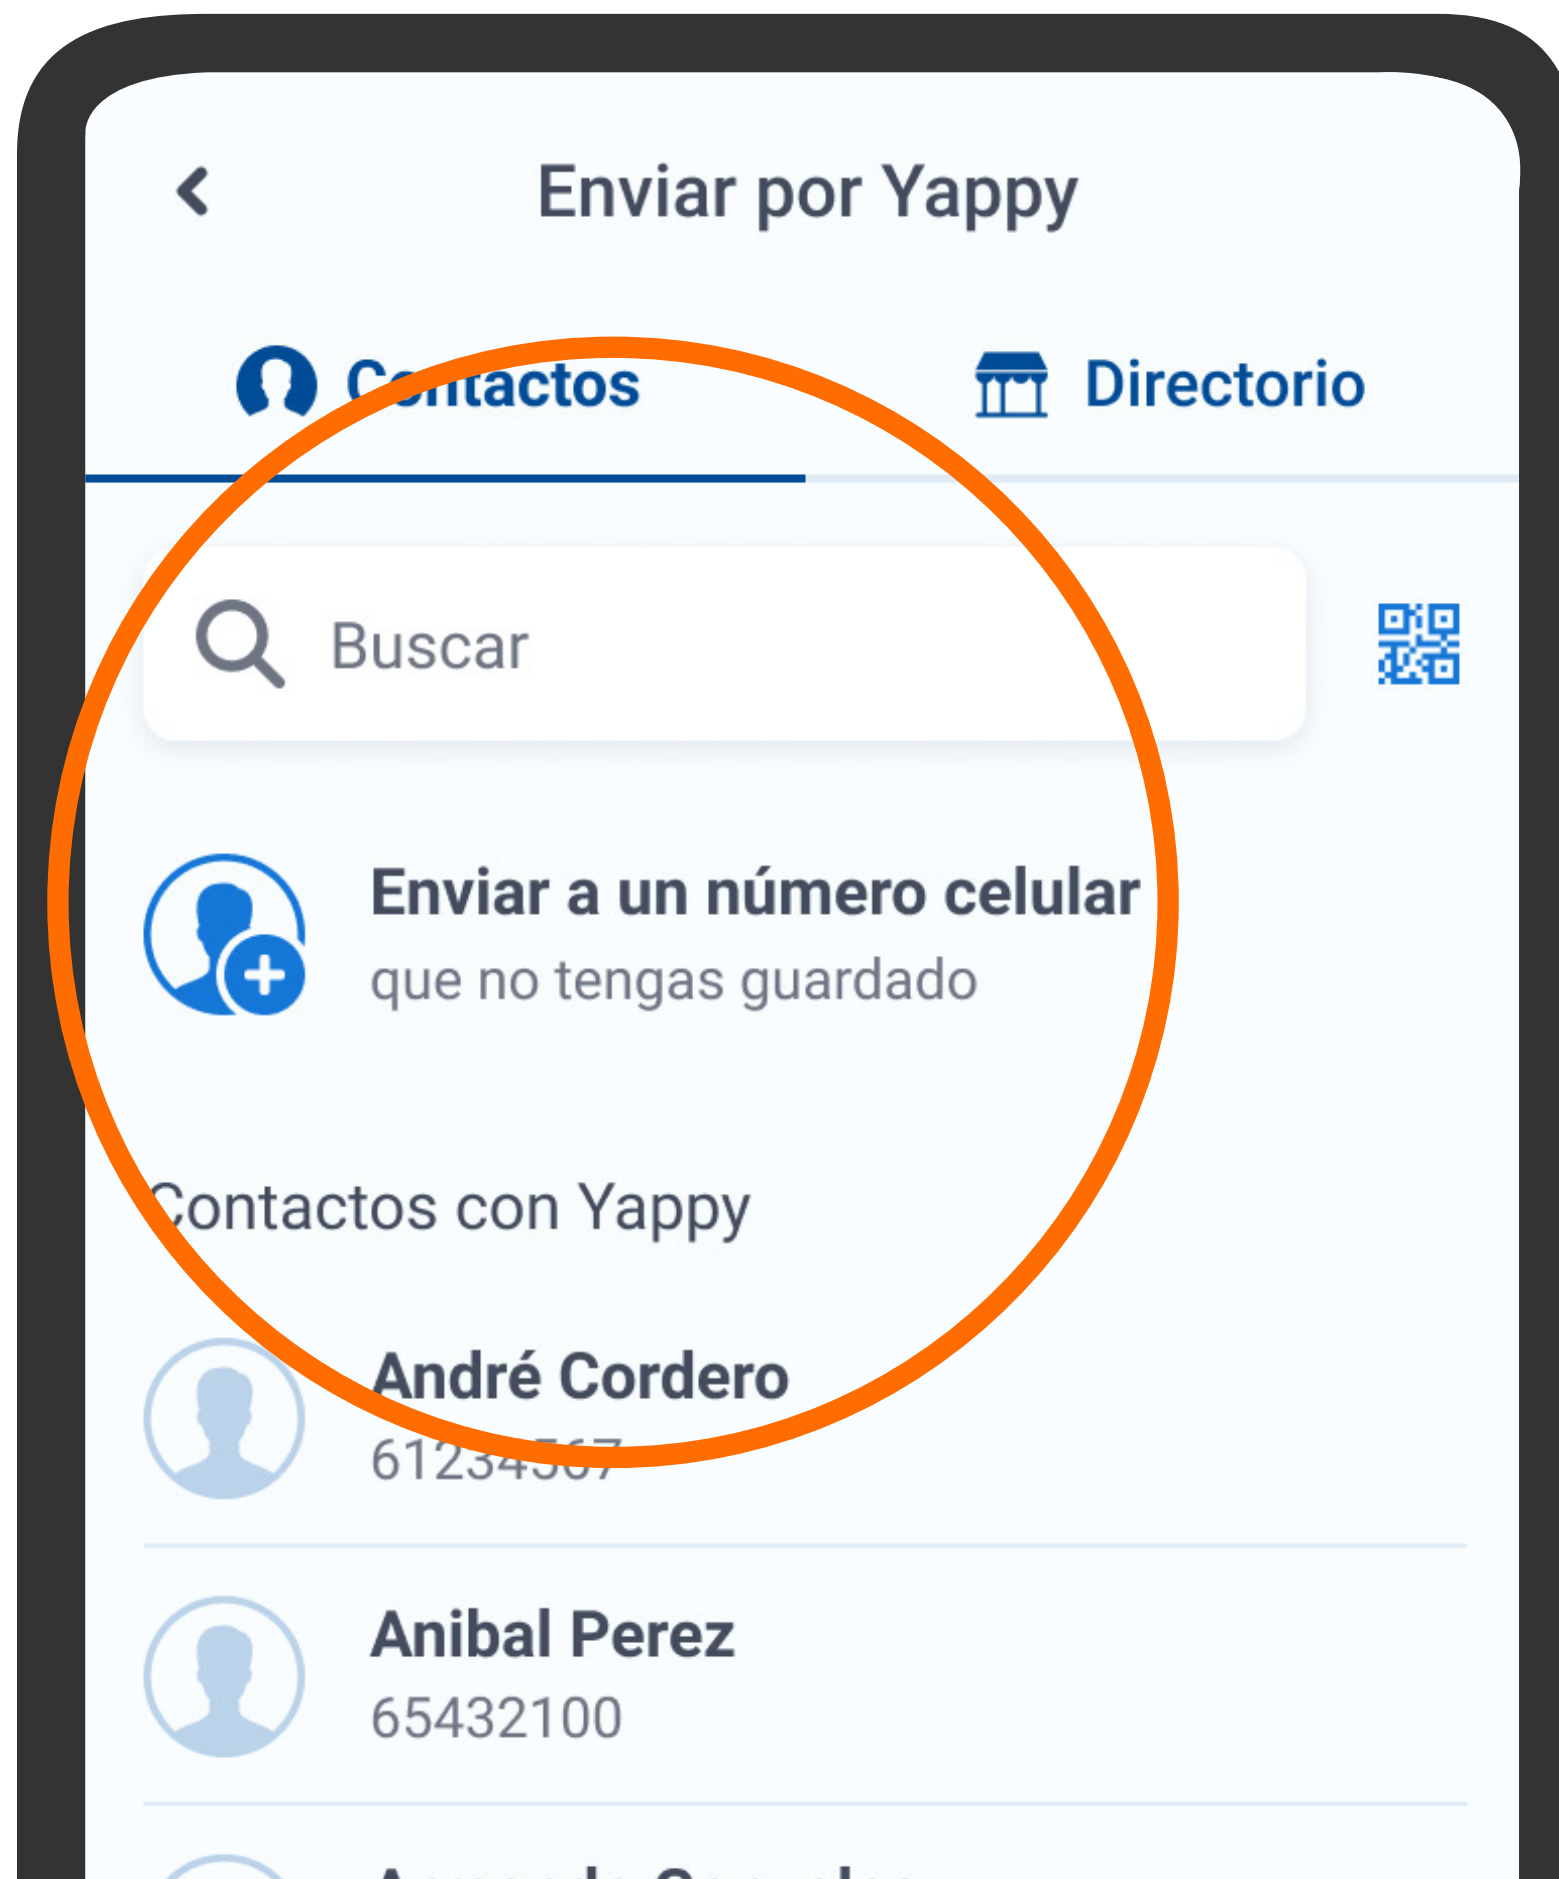 Enviar por Yappy
Contactos
Directorio
Buscar
Enviar a un número celular
que no tengas guardado
Contactos con Yappy
André Cordero
61234567
Anibal Perez
65432100